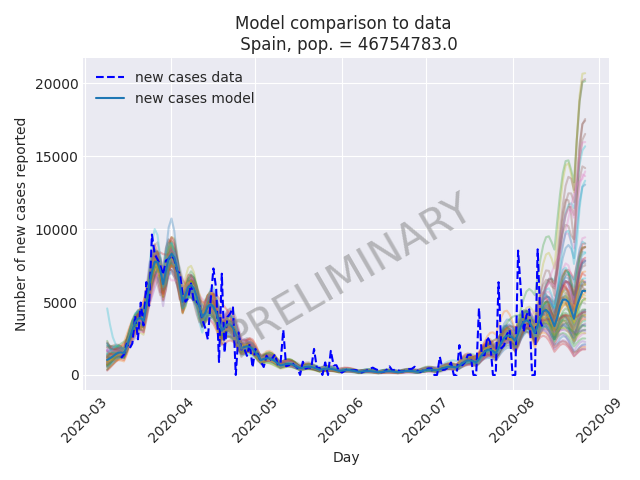 Model comparison to data
Spain, pop. = 46754783.0
new cases data
new cases model
Number of new cases reported
20000
15000
10000
5000
0
PRELIMINARY
2020-03
2020-04
2020-05
2020-06
2020-07
2020-08
2020-09
Day